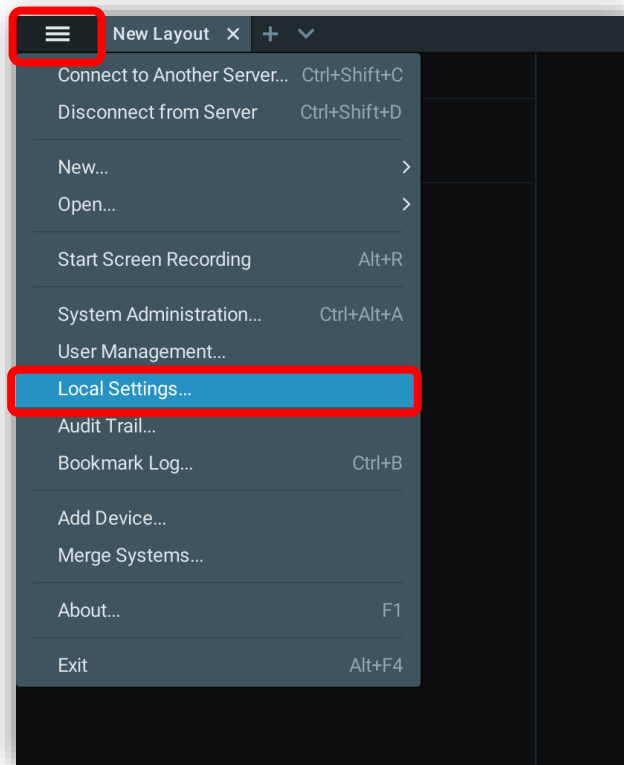 New Layout
Connect to Another Server... Ctrl+Shift+C
Disconnect from Server Ctrl+Shift+D
New...
Open...
Start Screen Recording Alt+R
System Administration... Ctrl+Alt+A
User Management...
Local Settings...
Audit Trail...
Bookmark Log... Ctrl+B
Add Device...
Merge Systems...
About... F1
Exit Alt+F4